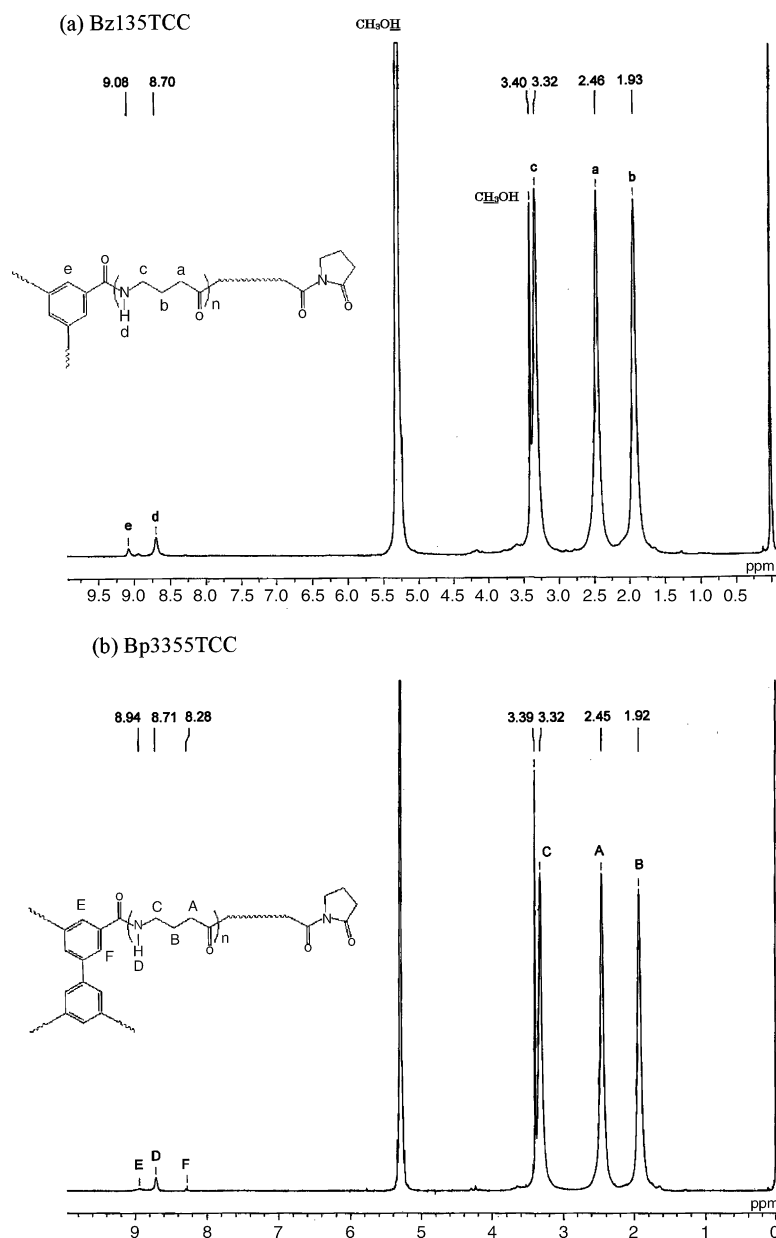 (a) Bz135TCC
CH₃OH
9.08 8.70
3.40 3.32 2.46 1.93
c a b
CH₃OH
e O c a N O
H b O n O
d
e d
9.5 9.0 8.5 8.0 7.5 7.0 6.5 6.0 5.5 5.0 4.5 4.0 3.5 3.0 2.5 2.0 1.5 1.0 0.5
ppm
(b) Bp3355TCC
8.94 8.71 8.28
3.39 3.32 2.45 1.92
C A B
E O C A N O
H B O n O
F D
E D F
9 8 7 6 5 4 3 2 1 0
ppm